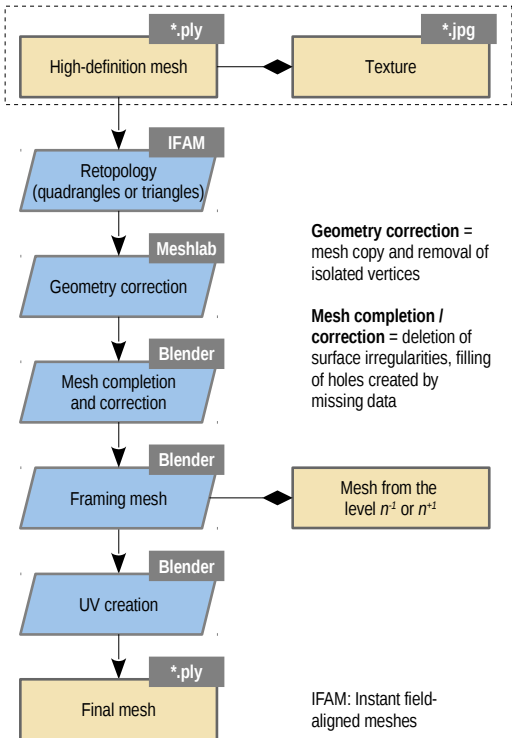 *.ply
*.jpg
High-definition mesh
Texture
IFAM
Retopology
(quadrangles or triangles)
Meshlab
Geometry correction
Geometry correction =
mesh copy and removal of
isolated vertices
Mesh completion /
correction = deletion of
surface irregularities, filling
of holes created by
missing data
Blender
Mesh completion
and correction
Blender
Framing mesh
Mesh from the
level n⁻¹ or n⁺¹
Blender
UV creation
*.ply
Final mesh
IFAM: Instant field-
aligned meshes